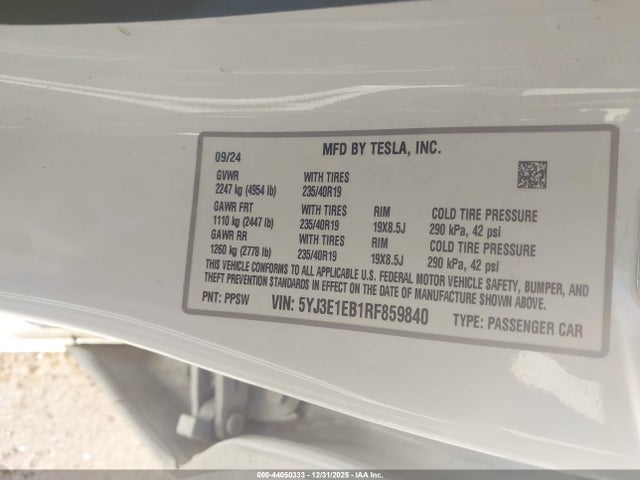 MFD BY TESLA, INC.
09/24
GVWR WITH TIRES
2247 kg (4954 lb) 235/40R19
GAWR FRT WITH TIRES RIM COLD TIRE PRESSURE
1110 kg (2447 lb) 235/40R19 19X8.5J 290 kPa, 42 psi
GAWR RR WITH TIRES RIM COLD TIRE PRESSURE
1260 kg (2778 lb) 235/40R19 19X8.5J 290 kPa, 42 psi
THIS VEHICLE CONFORMS TO ALL APPLICABLE U.S. FEDERAL MOTOR VEHICLE SAFETY, BUMPER, AND
THEFT PREVENTION STANDARDS IN EFFECT ON THE DATE OF MANUFACTURE SHOWN ABOVE.
PNT: PPSW VIN: 5YJ3E1EB1RF859840 TYPE: PASSENGER CAR
000-44050333 - 12/31/2025 - IAA Inc.